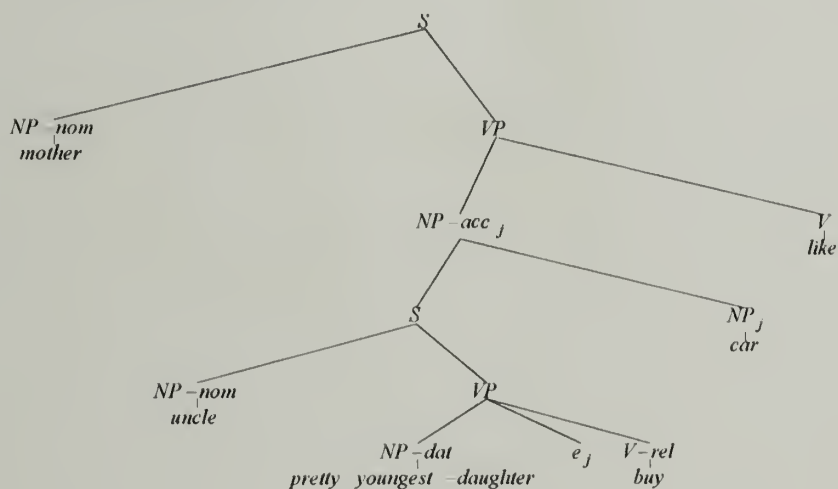 S
NP-nom
mother
VP
NP-acc j
V
like
S
NP j
car
NP-nom
uncle
VP
NP-dat e j V-rel
pretty youngest-daughter buy